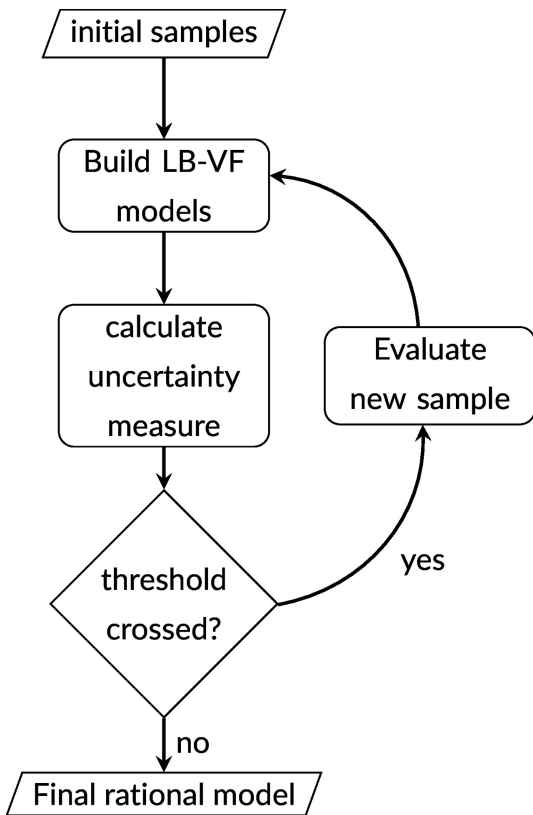 initial samples
Build LB-VF
models
calculate
uncertainty
measure
Evaluate
new sample
threshold
crossed?
yes
no
Final rational model